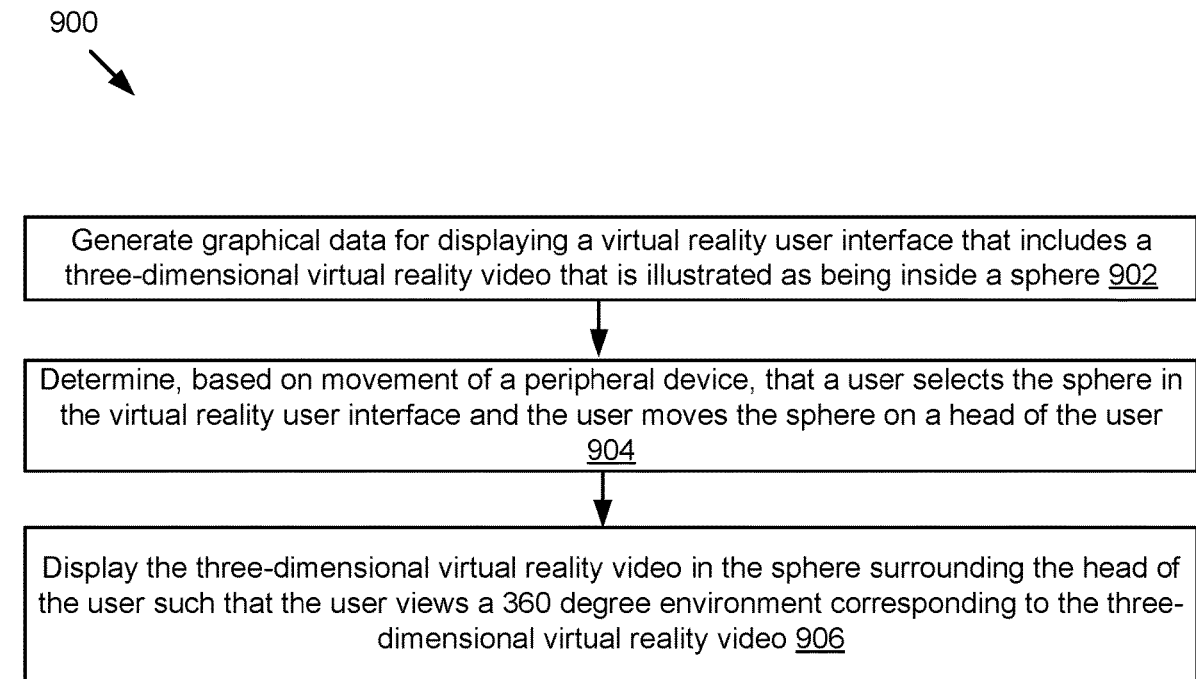 900
Generate graphical data for displaying a virtual reality user interface that includes a
three-dimensional virtual reality video that is illustrated as being inside a sphere 902
Determine, based on movement of a peripheral device, that a user selects the sphere in
the virtual reality user interface and the user moves the sphere on a head of the user
904
Display the three-dimensional virtual reality video in the sphere surrounding the head of
the user such that the user views a 360 degree environment corresponding to the three-
dimensional virtual reality video 906